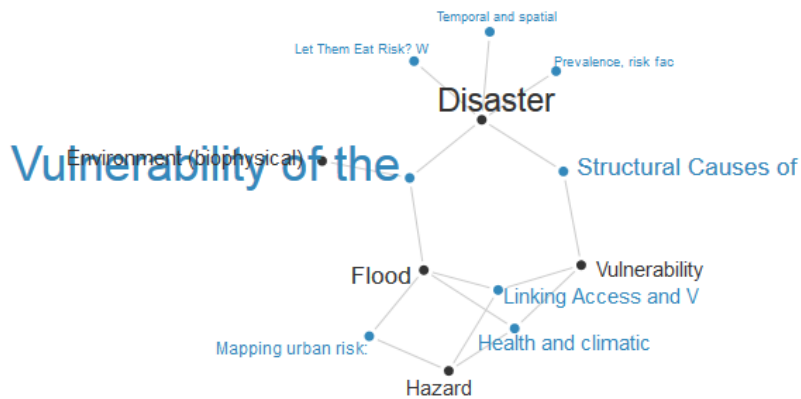 Temporal and spatial
Let Them Eat Risk? W
Prevalence, risk fac
Disaster
Environment (biophysical)
Vulnerability of the
Structural Causes of
Flood
Vulnerability
Linking Access and V
Mapping urban risk:
Health and climatic
Hazard